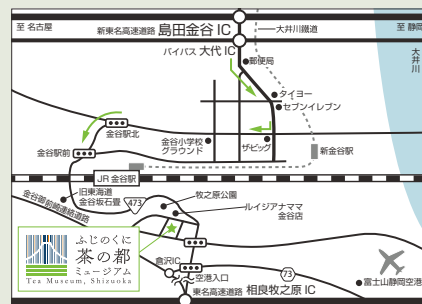 至 名古屋
新東名高速道路 島田金谷 IC
大井川鐵道
至 静岡
バイパス 大代 IC
大井川
郵便局
タイヨー
セブンイレブン
金谷駅北
金谷小学校
グラウンド
ザビッグ
新金谷駅
金谷駅前
JR 金谷駅
旧東海道
金谷坂石畳
473
牧之原公園
金谷御前崎連絡道路
ルイジアナママ
金谷店
ふじのくに
茶の都
ミュージアム
Tea Museum, Shizuoka
倉沢IC
空港入口
73
富士山静岡空港
東名高速道路 相良牧之原 IC